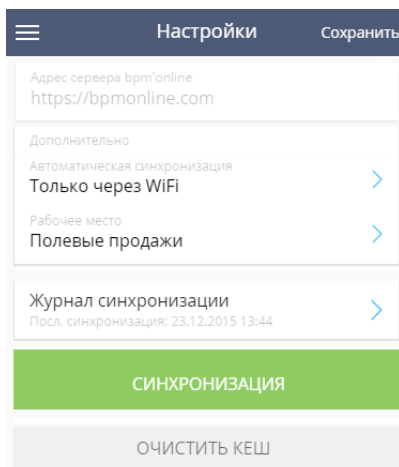 Настройки Сохранить
Адрес сервера bpm'online
https://bpmonline.com
Дополнительно
Автоматическая синхронизация
Только через WiFi
Рабочее место
Полевые продажи
Журнал синхронизации
Посл. синхронизация: 23.12.2015 13:44
СИНХРОНИЗАЦИЯ
ОЧИСТИТЬ КЕШ